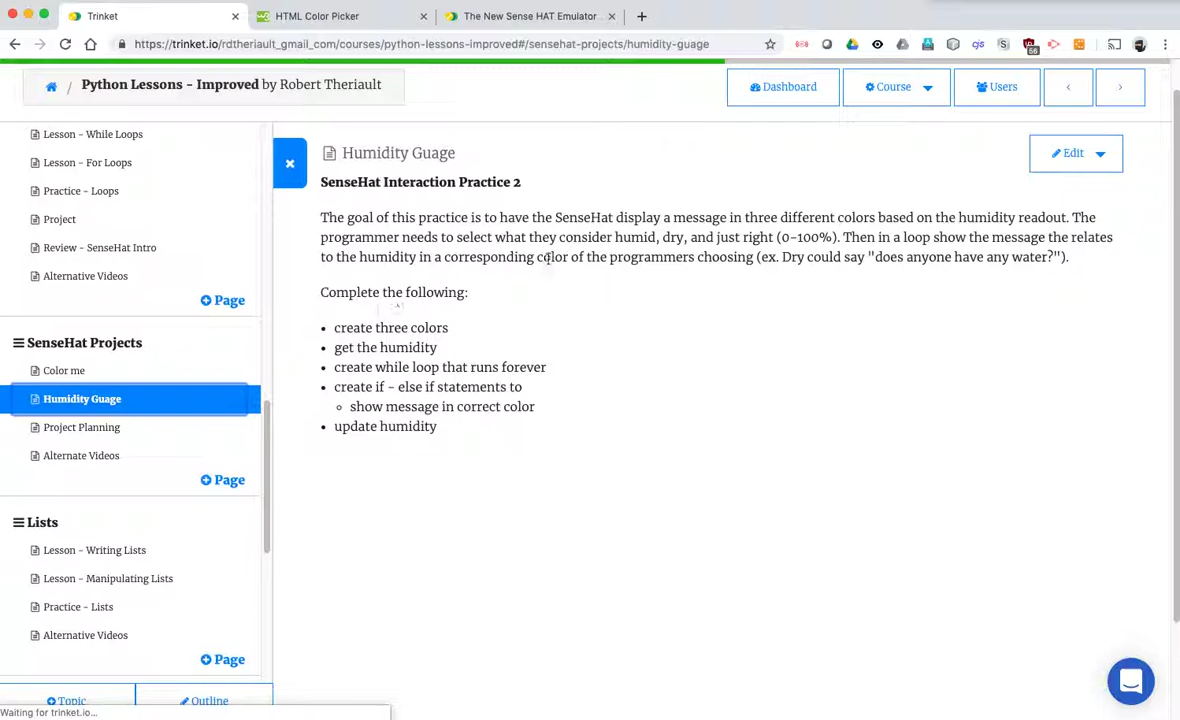 Trinket
HTML Color Picker
The New Sense HAT Emulator
https://trinket.io/rdtheriault_gmail_com/courses/python-lessons-improved#/sensehat-projects/humidity-guage
56
cjs
S
/ Python Lessons - Improved by Robert Theriault
Dashboard
Course
Users
Lesson - While Loops
Lesson - For Loops
Practice - Loops
Project
Review - SenseHat Intro
Alternative Videos
Page
SenseHat Projects
Color me
Humidity Guage
Project Planning
Alternate Videos
Page
Lists
Lesson - Writing Lists
Lesson - Manipulating Lists
Practice - Lists
Alternative Videos
Page
Topic
Outline
Waiting for trinket.io...
Humidity Guage
Edit
SenseHat Interaction Practice 2
The goal of this practice is to have the SenseHat display a message in three different colors based on the humidity readout. The
programmer needs to select what they consider humid, dry, and just right (0-100%). Then in a loop show the message the relates
to the humidity in a corresponding color of the programmers choosing (ex. Dry could say "does anyone have any water?").
Complete the following:
• create three colors
• get the humidity
• create while loop that runs forever
• create if - else if statements to
◦ show message in correct color
• update humidity